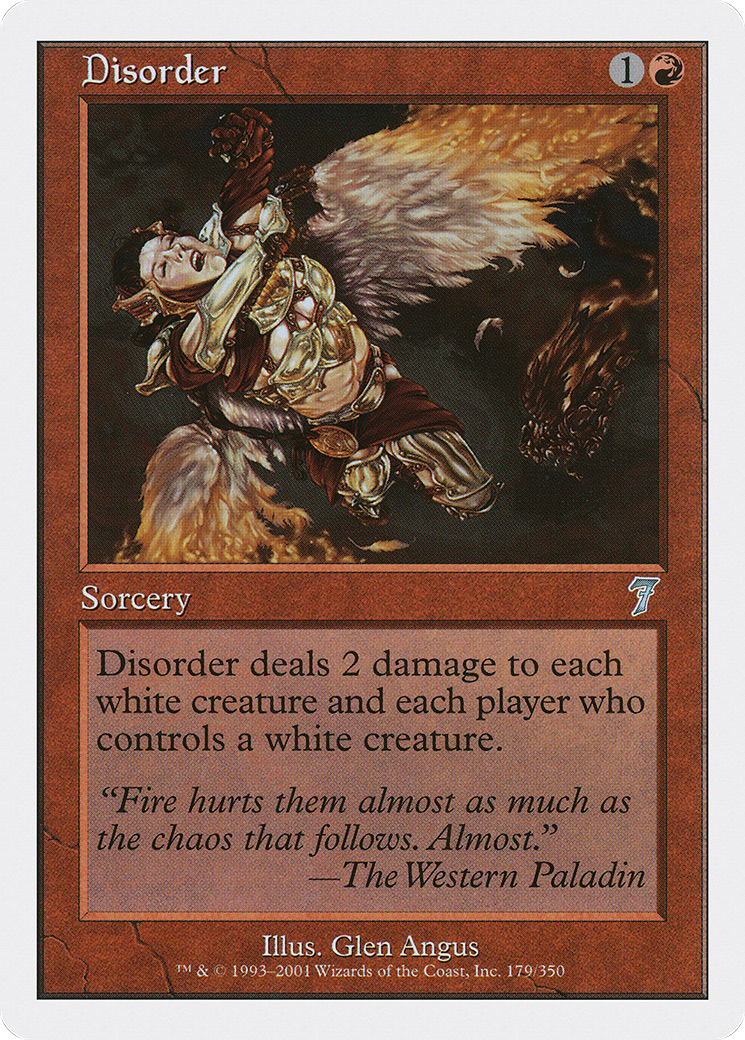 Disorder 1
Sorcery 7
Disorder deals 2 damage to each
white creature and each player who
controls a white creature.
“Fire hurts them almost as much as
the chaos that follows. Almost.”
—The Western Paladin
Illus. Glen Angus
™ & © 1993–2001 Wizards of the Coast, Inc. 179/350